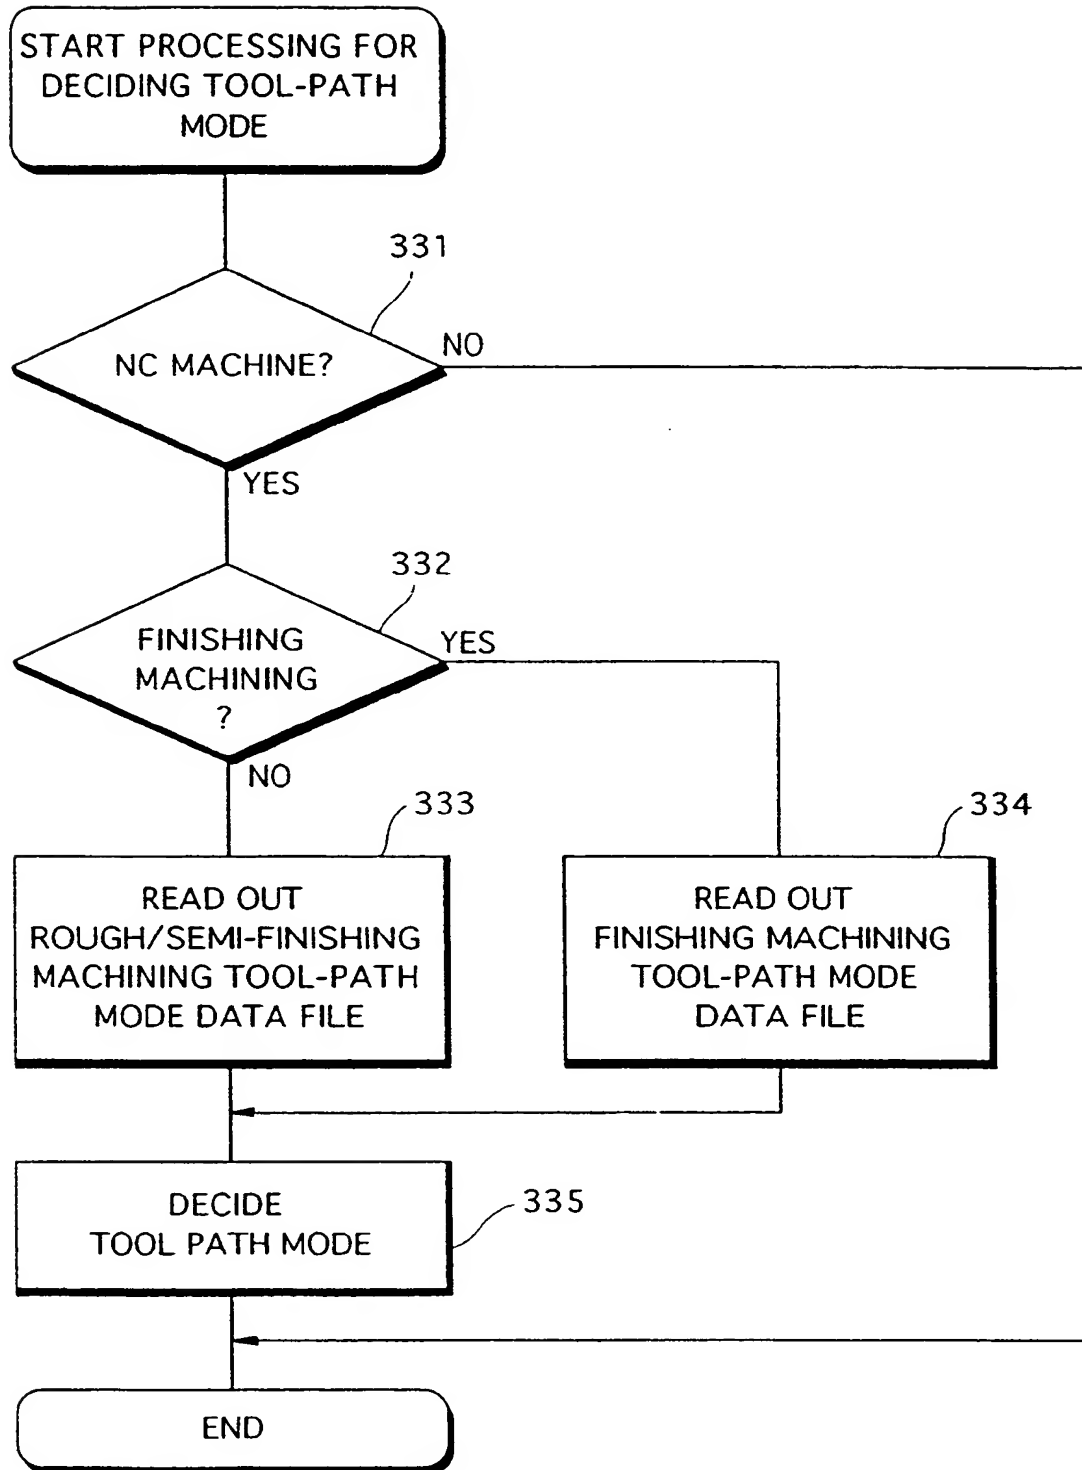 START PROCESSING FOR
DECIDING TOOL-PATH
MODE
331
NC MACHINE?
NO
YES
332
FINISHING
MACHINING
?
YES
NO
333
334
READ OUT
ROUGH/SEMI-FINISHING
MACHINING TOOL-PATH
MODE DATA FILE
READ OUT
FINISHING MACHINING
TOOL-PATH MODE
DATA FILE
DECIDE
TOOL PATH MODE
335
END